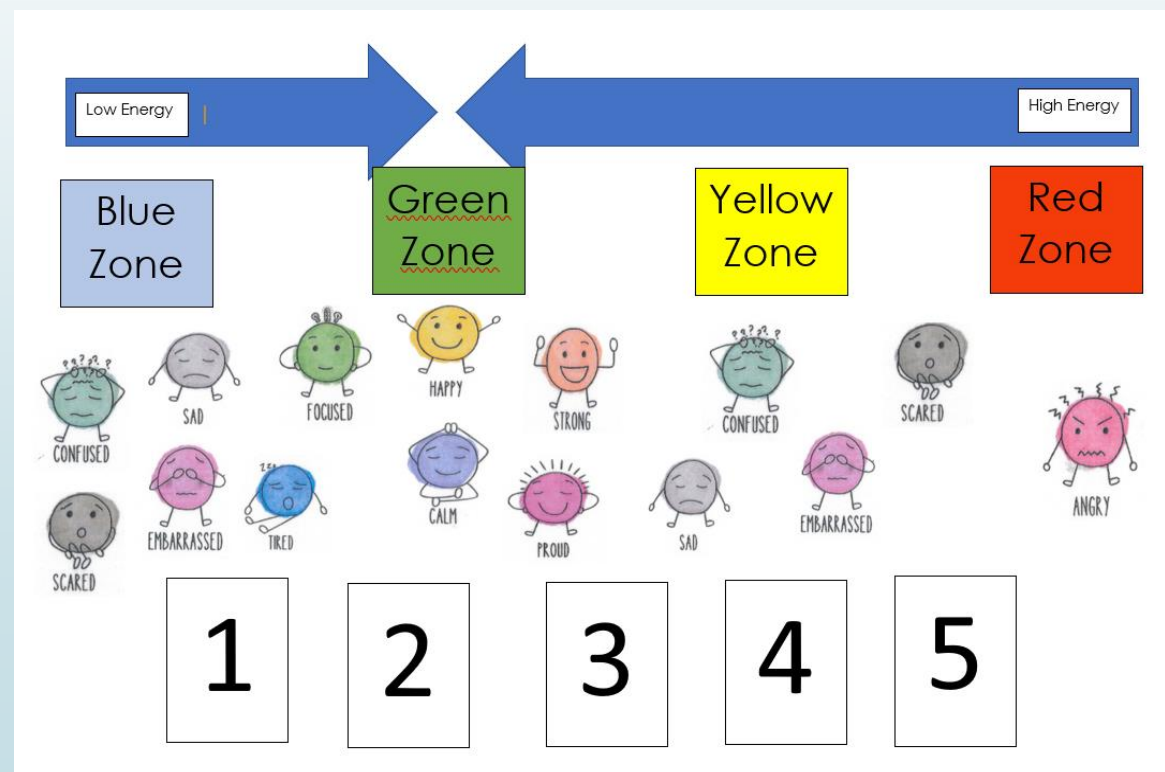 Low Energy
High Energy
Blue
Zone
Green
Zone
Yellow
Zone
Red
Zone
CONFUSED
SAD
FOCUSED
HAPPY
STRONG
CONFUSED
SCARED
ANGRY
SCARED
EMBARRASSED
TIRED
CALM
PROUD
SAD
EMBARRASSED
1
2
3
4
5